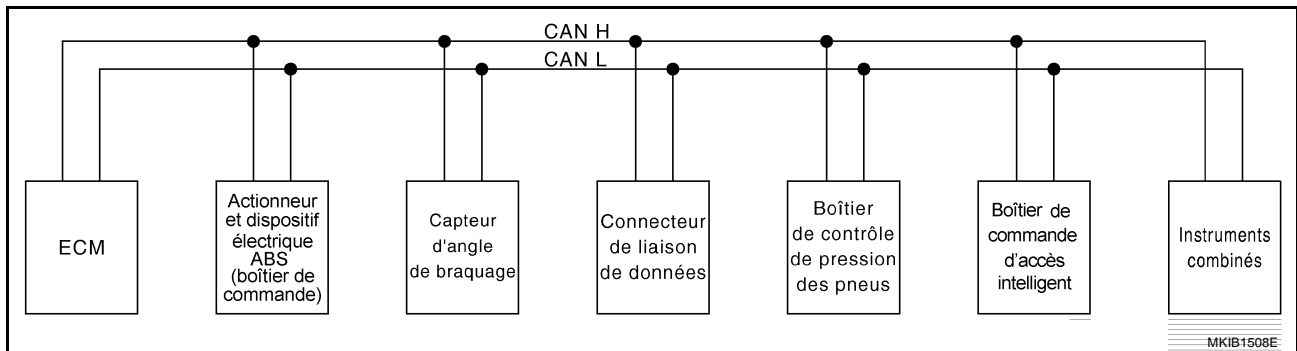 CAN H
CAN L
ECM
Actionneur
et dispositif
électrique
ABS
(boîtier de
commande)
Capteur
d'angle
de braquage
Connecteur
de liaison
de données
Boîtier
de contrôle
de pression
des pneus
Boîtier de
commande
d'accès
intelligent
Instruments
combinés
MKIB1508E